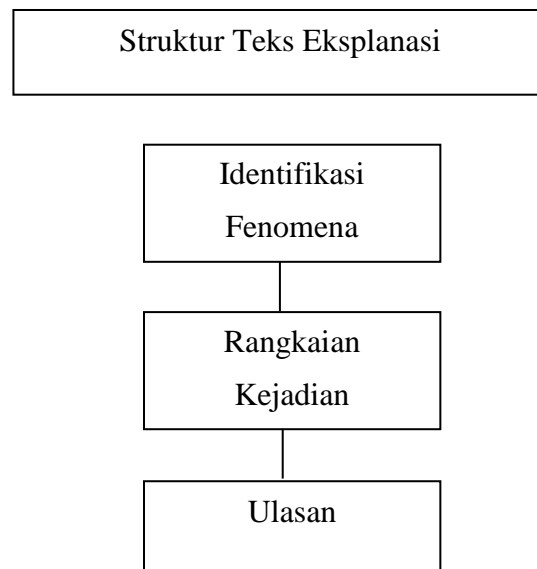 Struktur Teks Eksplanasi
Identifikasi
Fenomena
Rangkaian
Kejadian
Ulasan